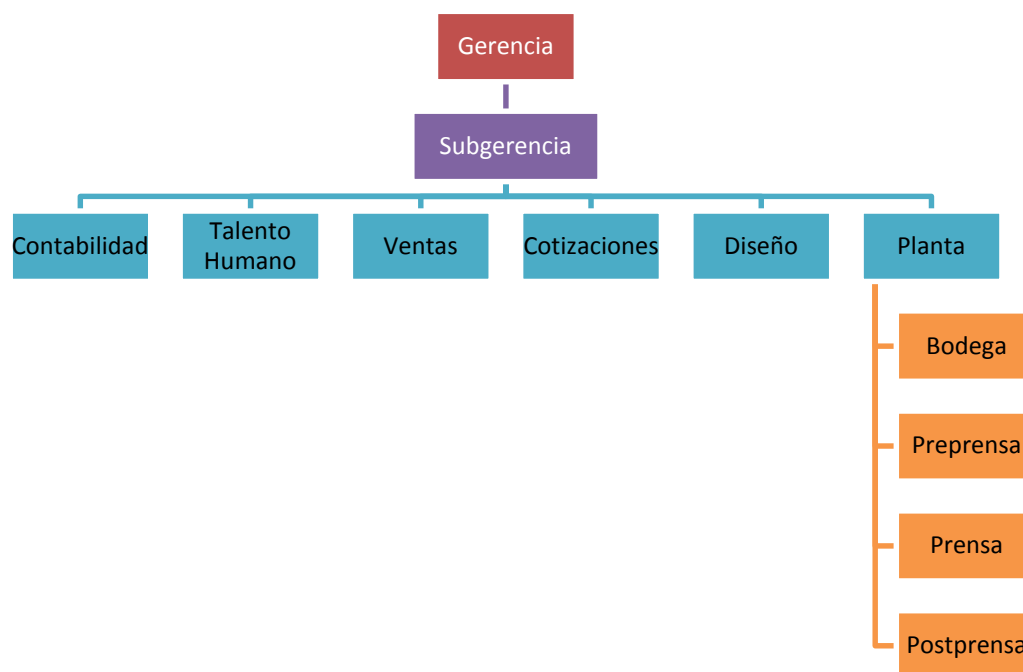 Gerencia
Subgerencia
Contabilidad
Talento
Humano
Ventas
Cotizaciones
Diseño
Planta
Bodega
Preprensa
Prensa
Postprensa